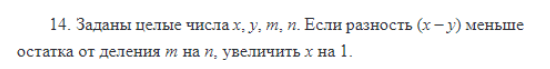 14. Заданы целые числа x, y, m, n. Если разность (x – y) меньше
остатка от деления m на n, увеличить x на 1.